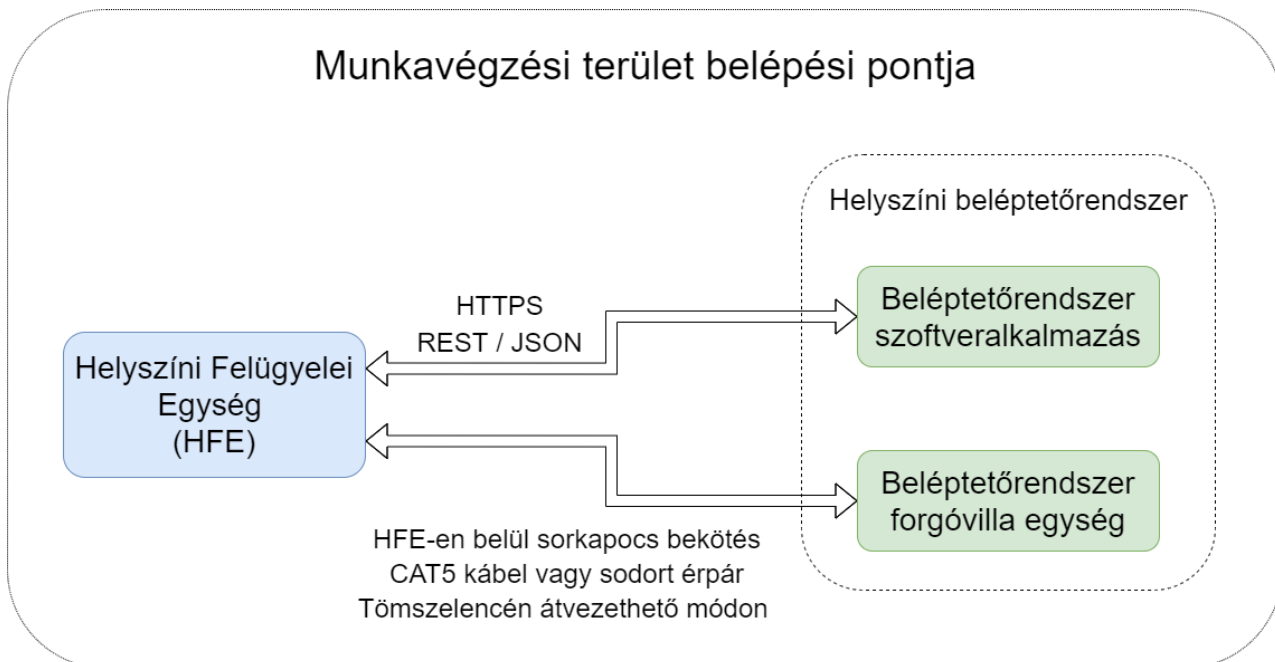 Munkavégzési terület belépési pontja
Helyszíni beléptetőrendszer
HTTPS
REST / JSON
Beléptetőrendszer
szoftveralkalmazás
Helyszíni Felügyelei
Egység
(HFE)
Beléptetőrendszer
forgóvilla egység
HFE-en belül sorkapocs bekötés
CAT5 kábel vagy sodort érpár
Tömszelencén átvezethető módon